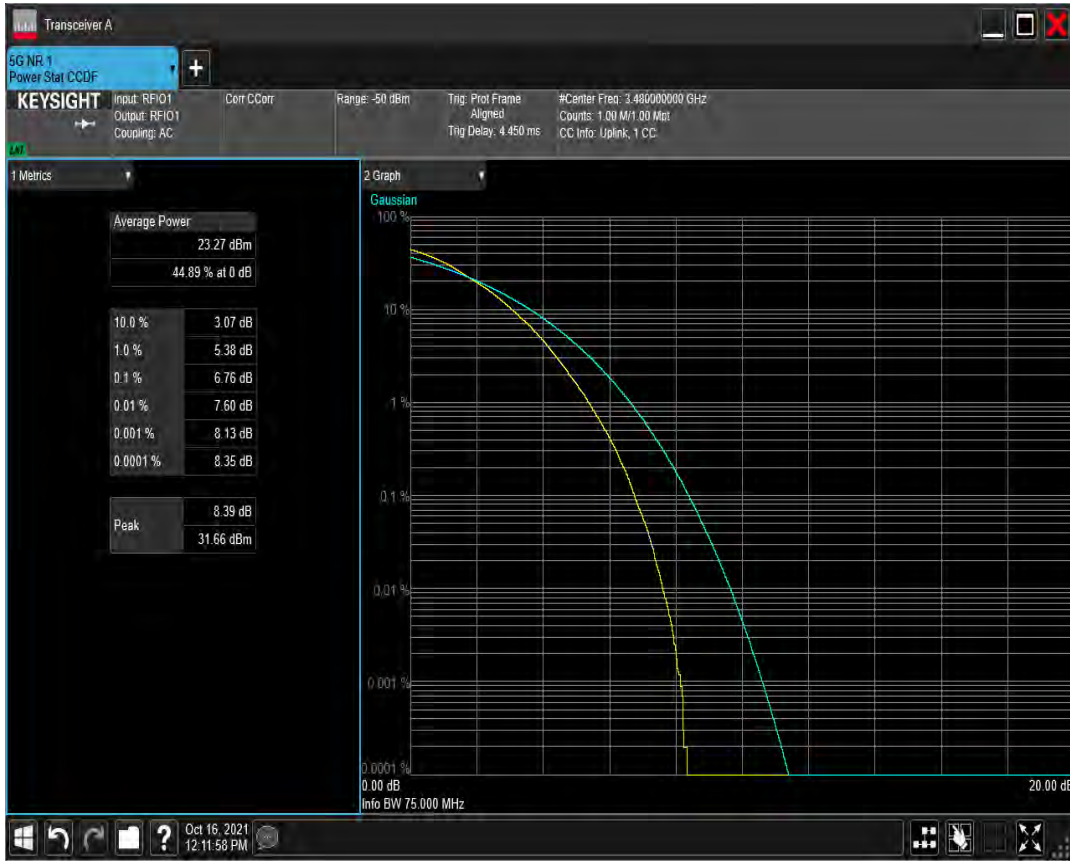 Transceiver A
5G NR 1
Power Stat CCDF
+
KEYSIGHT
Input: RFIO1
Output: RFIO1
Coupling: AC
Corr CCorr
Range: -50 dBm
Trig: Prot Frame
Aligned
Trig Delay: 4.450 ms
#Center Freq: 3.480000000 GHz
Counts: 1.00 M/1.00 Mpt
CC Info: Uplink, 1 CC
1 Metrics
Average Power
23.27 dBm
44.89 % at 0 dB
10.0 % 3.07 dB
1.0 % 5.38 dB
0.1 % 6.76 dB
0.01 % 7.60 dB
0.001 % 8.13 dB
0.0001 % 8.35 dB
Peak
8.39 dB
31.66 dBm
2 Graph
Gaussian
100 %
10 %
1 %
0.1 %
0.01 %
0.001 %
0.0001 %
0.00 dB
20.00 dB
Info BW 75.000 MHz
?
Oct 16, 2021
12:11:58 PM